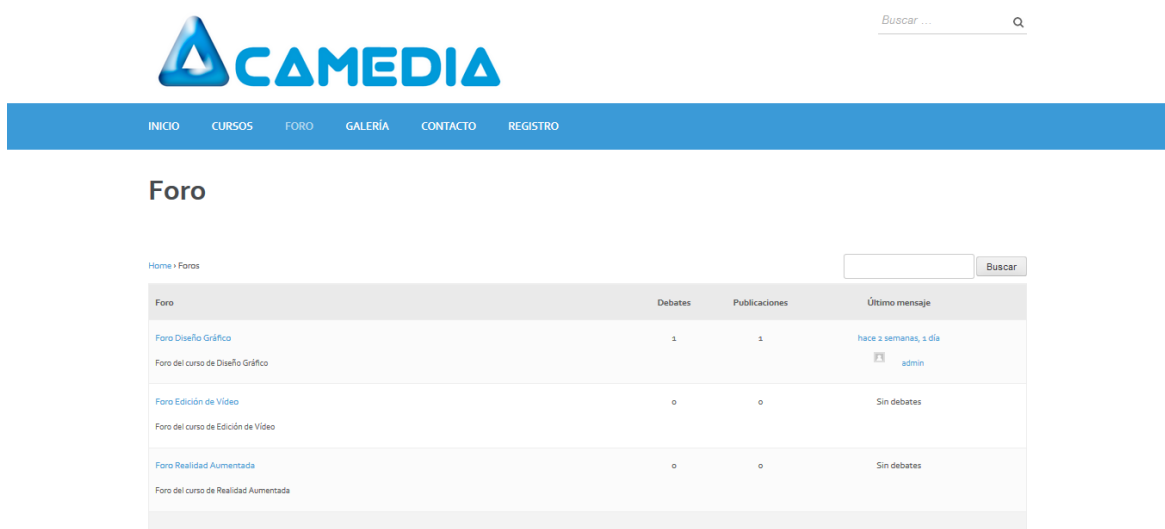 Buscar ...
ACAMEDIA
INICIO CURSOS FORO GALERÍA CONTACTO REGISTRO
Foro
Home › Foros Buscar
Foro Debates Publicaciones Último mensaje
Foro Diseño Gráfico 1 1 hace 2 semanas, 1 día
Foro del curso de Diseño Gráfico admin
Foro Edición de Vídeo 0 0 Sin debates
Foro del curso de Edición de Vídeo
Foro Realidad Aumentada 0 0 Sin debates
Foro del curso de Realidad Aumentada